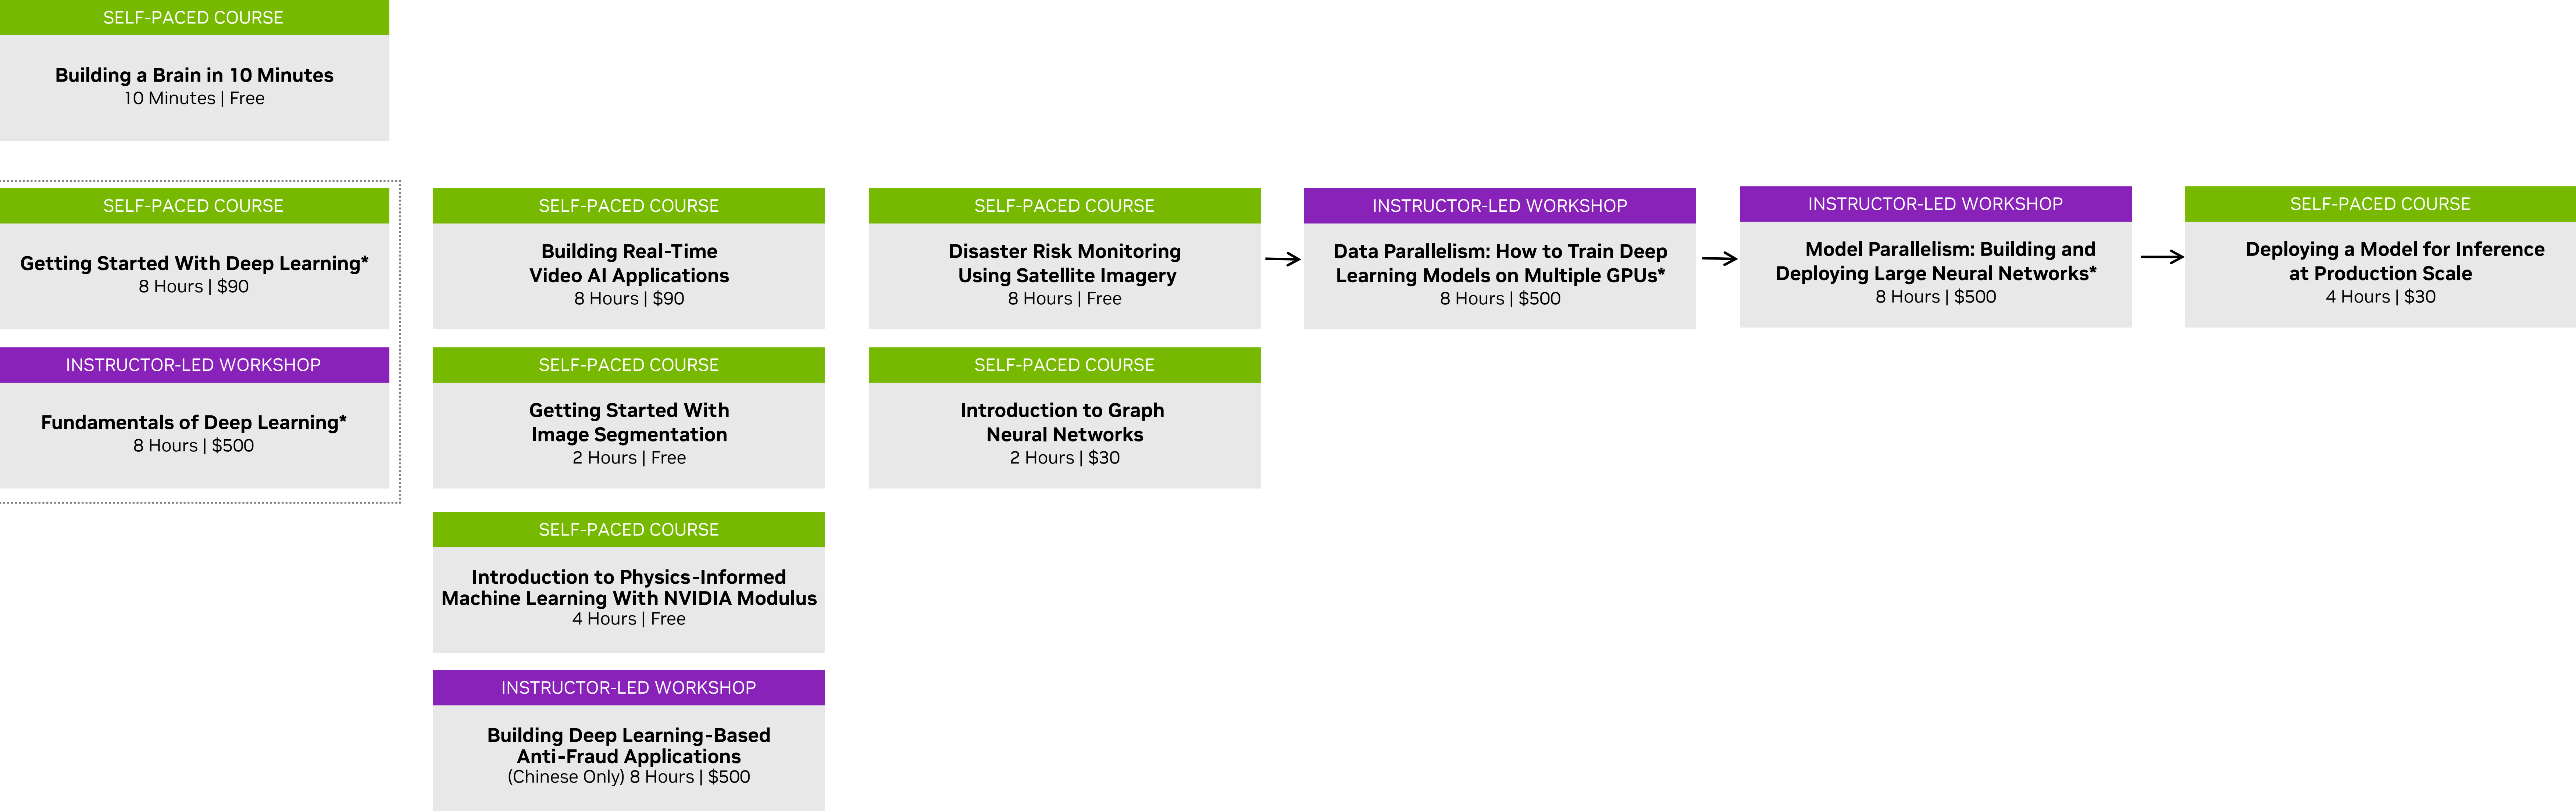 SELF-PACED COURSE
Building a Brain in 10 Minutes
10 Minutes | Free
SELF-PACED COURSE
Getting Started With Deep Learning*
8 Hours | $90
INSTRUCTOR-LED WORKSHOP
Fundamentals of Deep Learning*
8 Hours | $500
SELF-PACED COURSE
Building Real-Time
Video AI Applications
8 Hours | $90
SELF-PACED COURSE
Getting Started With
Image Segmentation
2 Hours | Free
SELF-PACED COURSE
Introduction to Physics-Informed
Machine Learning With NVIDIA Modulus
4 Hours | Free
INSTRUCTOR-LED WORKSHOP
Building Deep Learning-Based
Anti-Fraud Applications
(Chinese Only) 8 Hours | $500
SELF-PACED COURSE
Disaster Risk Monitoring
Using Satellite Imagery
8 Hours | Free
SELF-PACED COURSE
Introduction to Graph
Neural Networks
2 Hours | $30
INSTRUCTOR-LED WORKSHOP
Data Parallelism: How to Train Deep
Learning Models on Multiple GPUs*
8 Hours | $500
INSTRUCTOR-LED WORKSHOP
Model Parallelism: Building and
Deploying Large Neural Networks*
8 Hours | $500
SELF-PACED COURSE
Deploying a Model for Inference
at Production Scale
4 Hours | $30